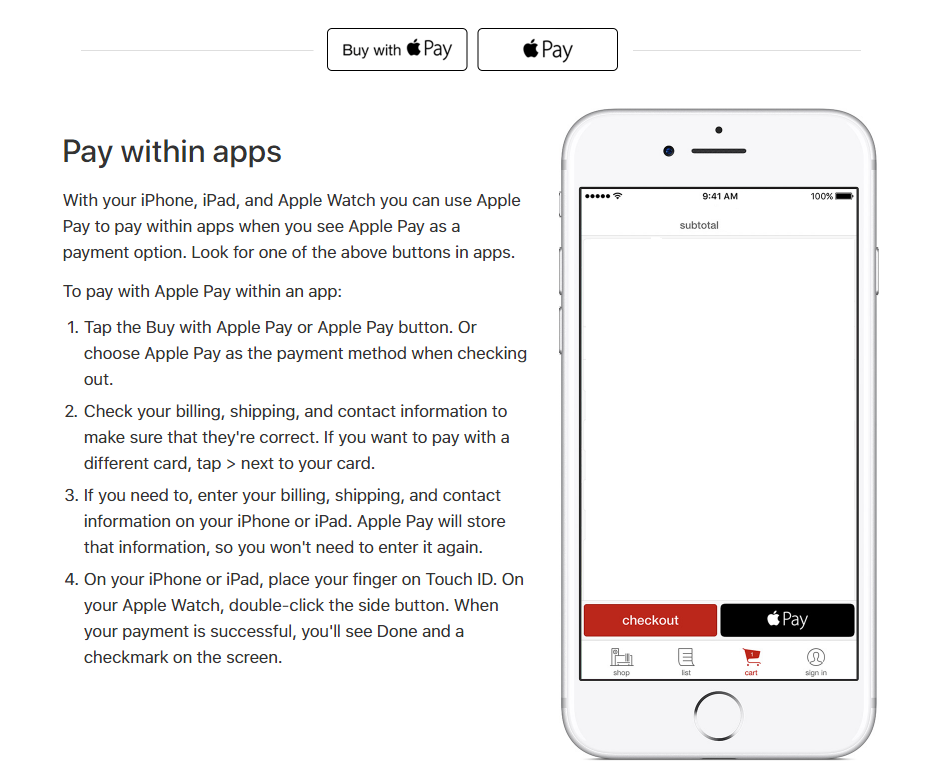 Buy with Pay
Pay
Pay within apps
With your iPhone, iPad, and Apple Watch you can use Apple
Pay to pay within apps when you see Apple Pay as a
payment option. Look for one of the above buttons in apps.
To pay with Apple Pay within an app:
1. Tap the Buy with Apple Pay or Apple Pay button. Or
choose Apple Pay as the payment method when checking
out.
2. Check your billing, shipping, and contact information to
make sure that they're correct. If you want to pay with a
different card, tap > next to your card.
3. If you need to, enter your billing, shipping, and contact
information on your iPhone or iPad. Apple Pay will store
that information, so you won't need to enter it again.
4. On your iPhone or iPad, place your finger on Touch ID. On
your Apple Watch, double-click the side button. When
your payment is successful, you'll see Done and a
checkmark on the screen.
9:41 AM
100%
subtotal
checkout
Pay
1
shop
list
cart
sign in